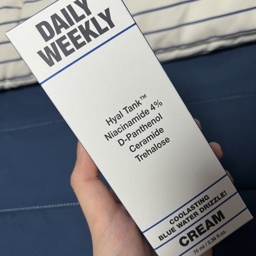 DAILY
WEEKLY
Hyal Tank™
Niacinamide 4%
D-Panthenol
Ceramide
Trehalose
COOLASTING
BLUE WATER DRIZZLE!
CREAM